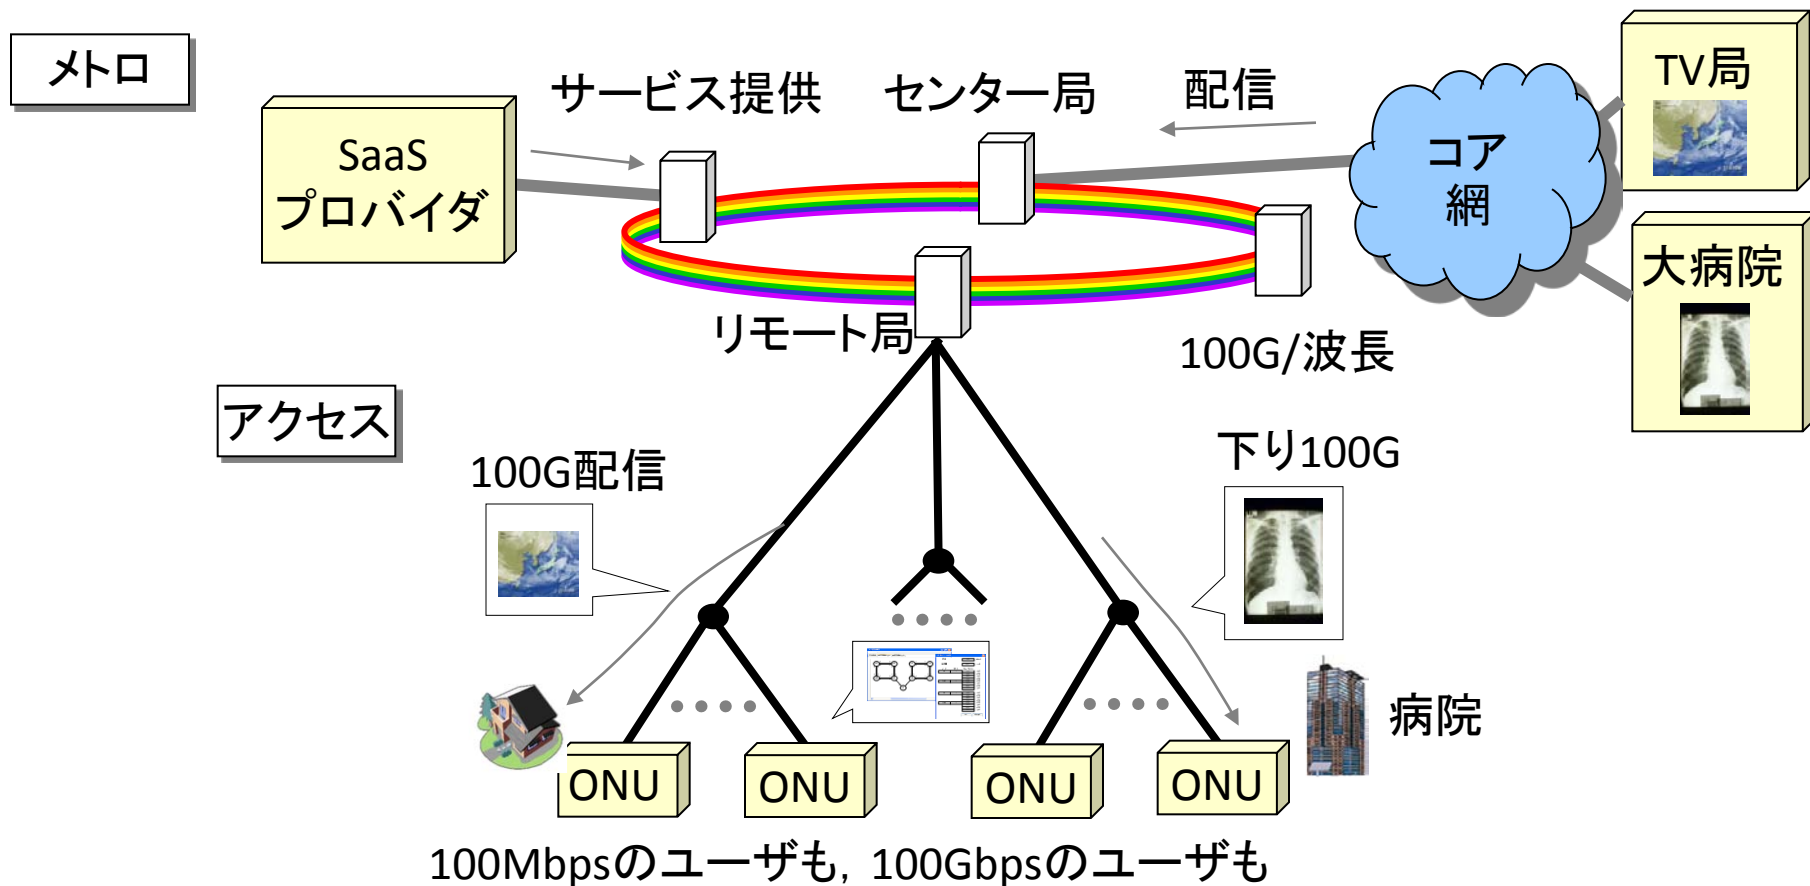 メトロ
サービス提供
センター局
配信
TV局
SaaS
プロバイダ
コア
網
大病院
リモート局
100G/波長
アクセス
100G配信
下り100G
病院
ONU
ONU
ONU
ONU
100Mbpsのユーザも, 100Gbpsのユーザも